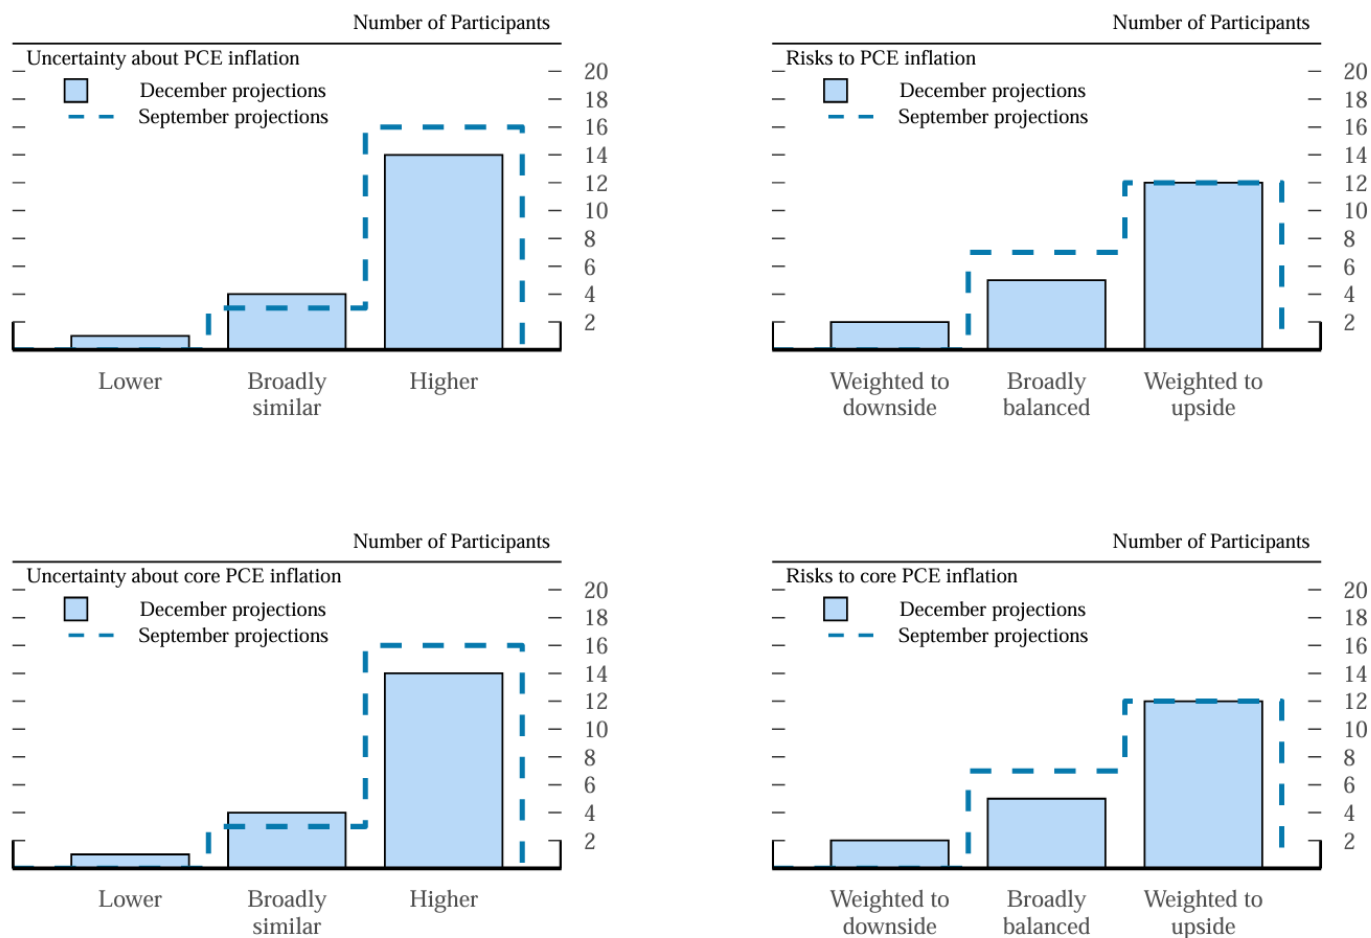 Number of Participants
Uncertainty about PCE inflation
December projections
September projections
20
18
16
14
12
10
8
6
4
2
Lower
Broadly
similar
Higher
Number of Participants
Risks to PCE inflation
December projections
September projections
20
18
16
14
12
10
8
6
4
2
Weighted to
downside
Broadly
balanced
Weighted to
upside
Number of Participants
Uncertainty about core PCE inflation
December projections
September projections
20
18
16
14
12
10
8
6
4
2
Lower
Broadly
similar
Higher
Number of Participants
Risks to core PCE inflation
December projections
September projections
20
18
16
14
12
10
8
6
4
2
Weighted to
downside
Broadly
balanced
Weighted to
upside